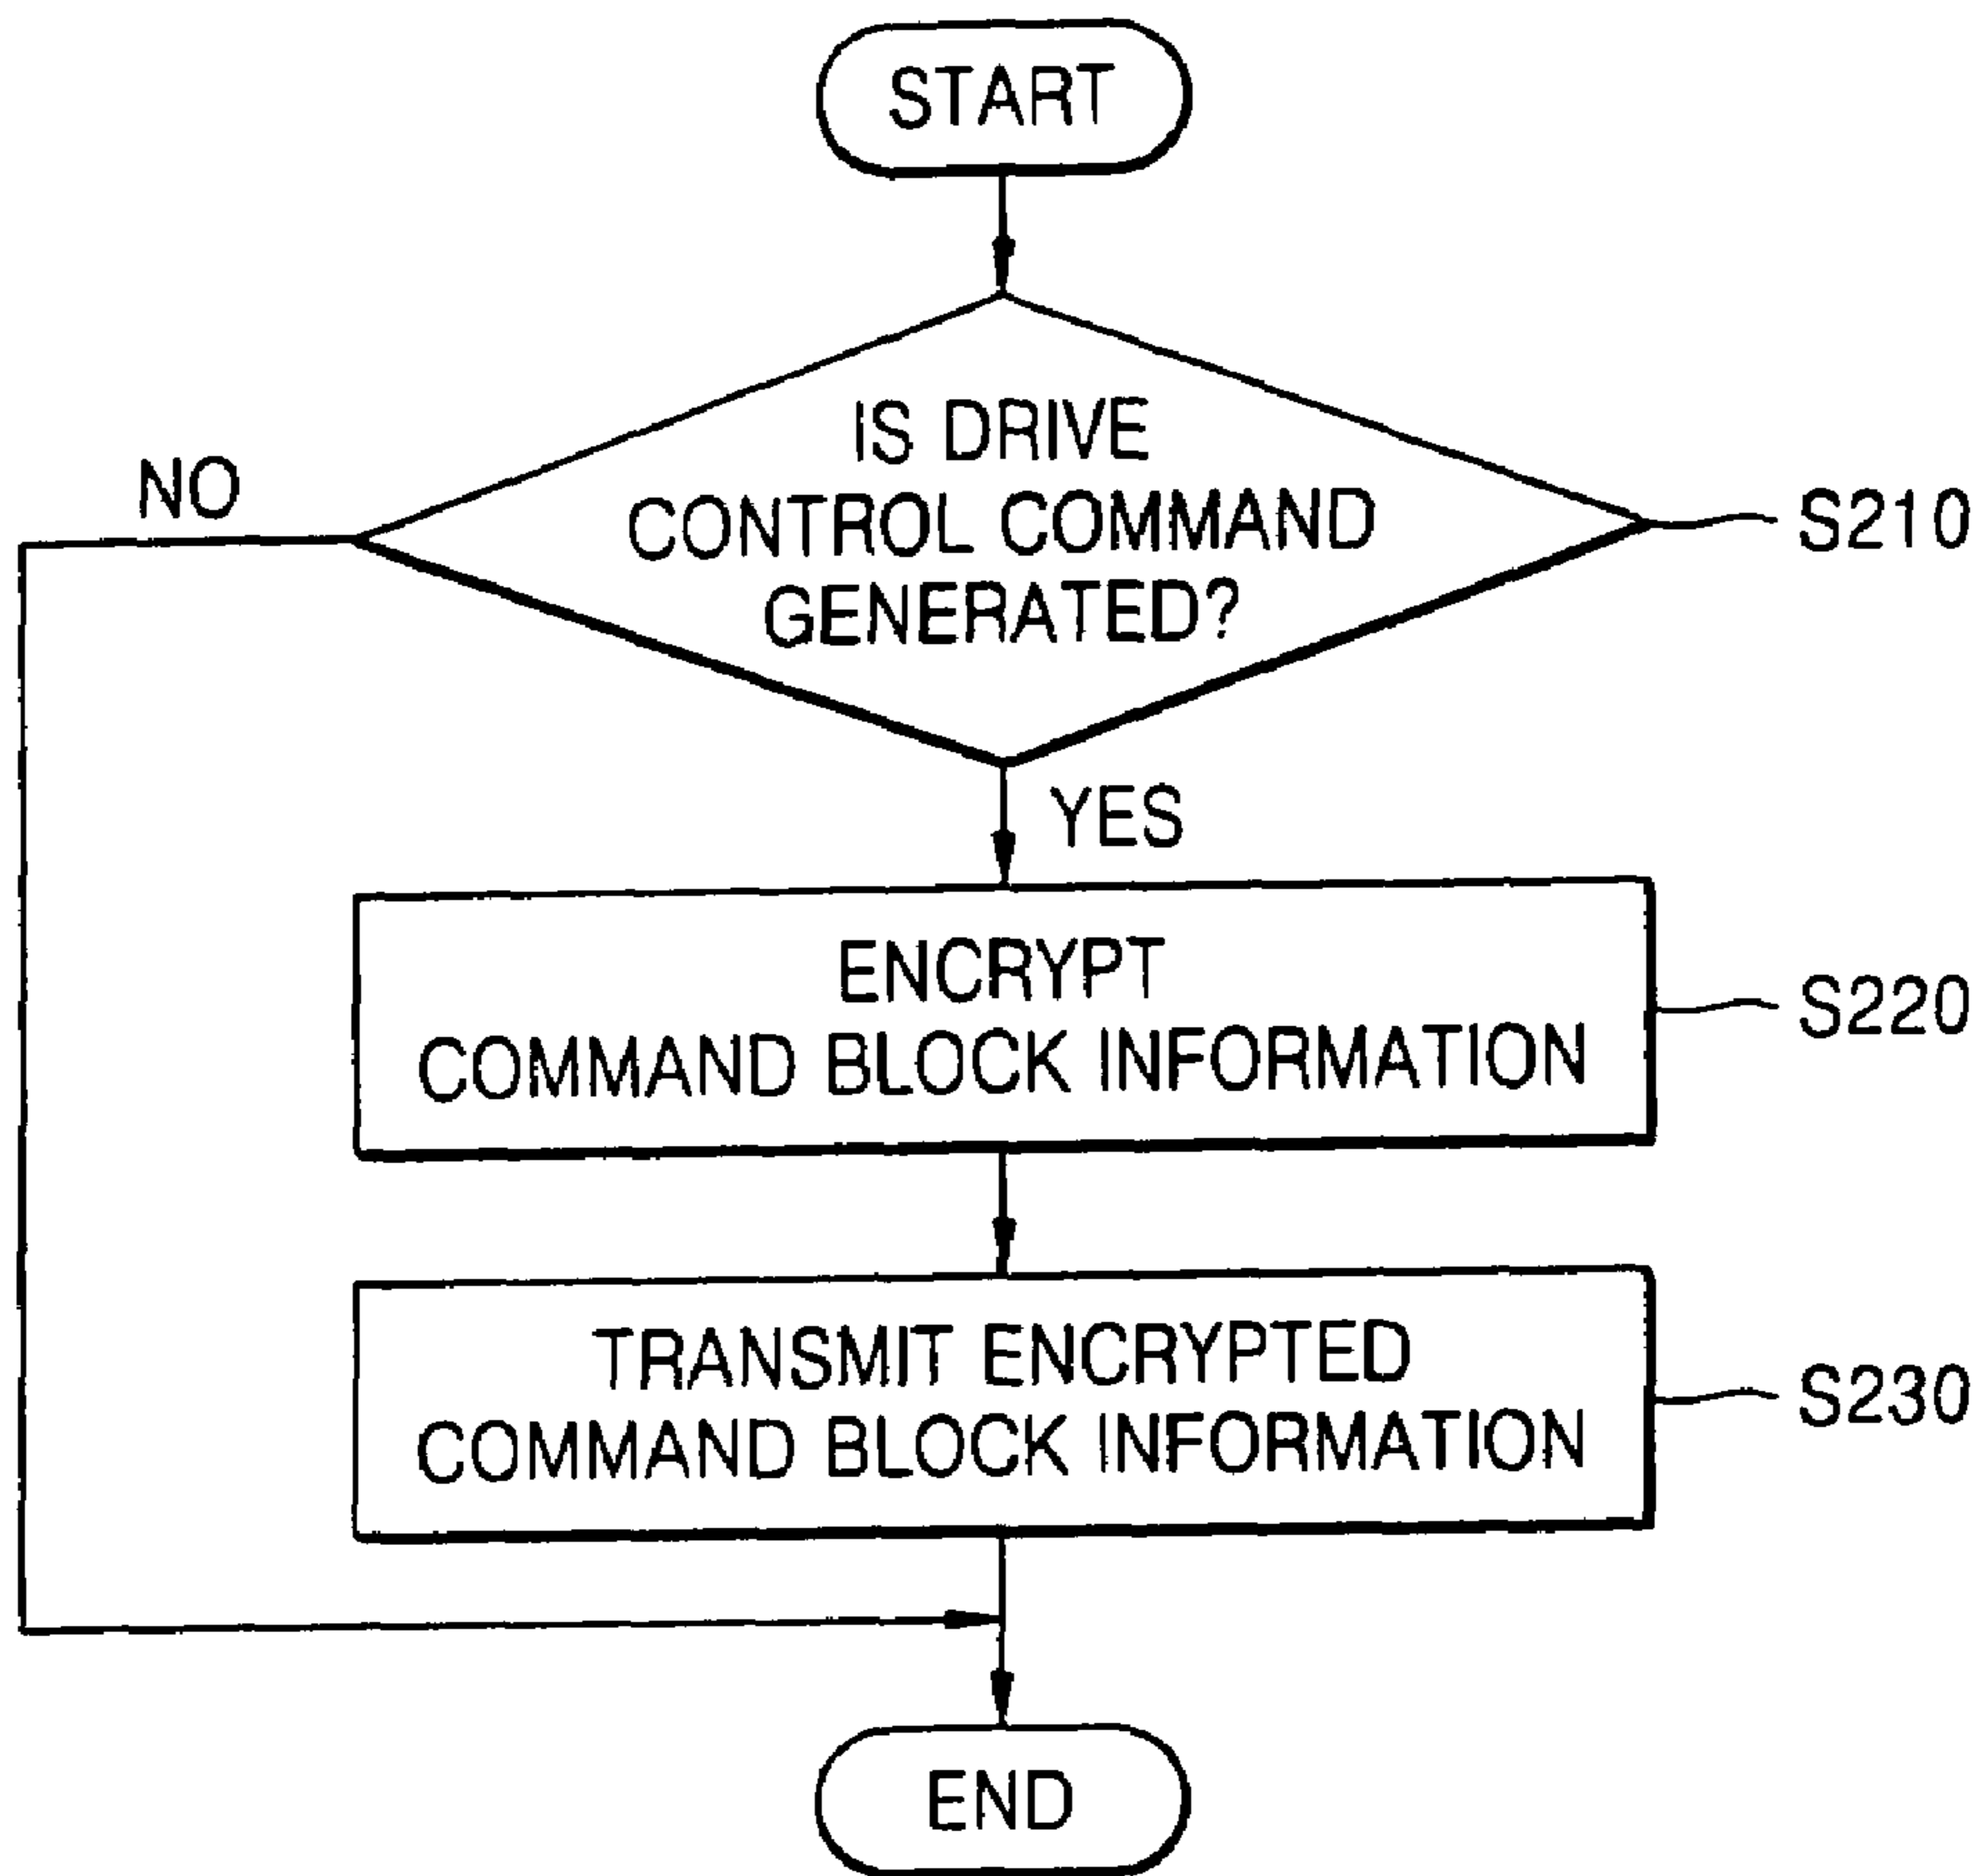 START
IS DRIVE
CONTROL COMMAND
GENERATED?
NO
S210
YES
ENCRYPT
COMMAND BLOCK INFORMATION
S220
TRANSMIT ENCRYPTED
COMMAND BLOCK INFORMATION
S230
END